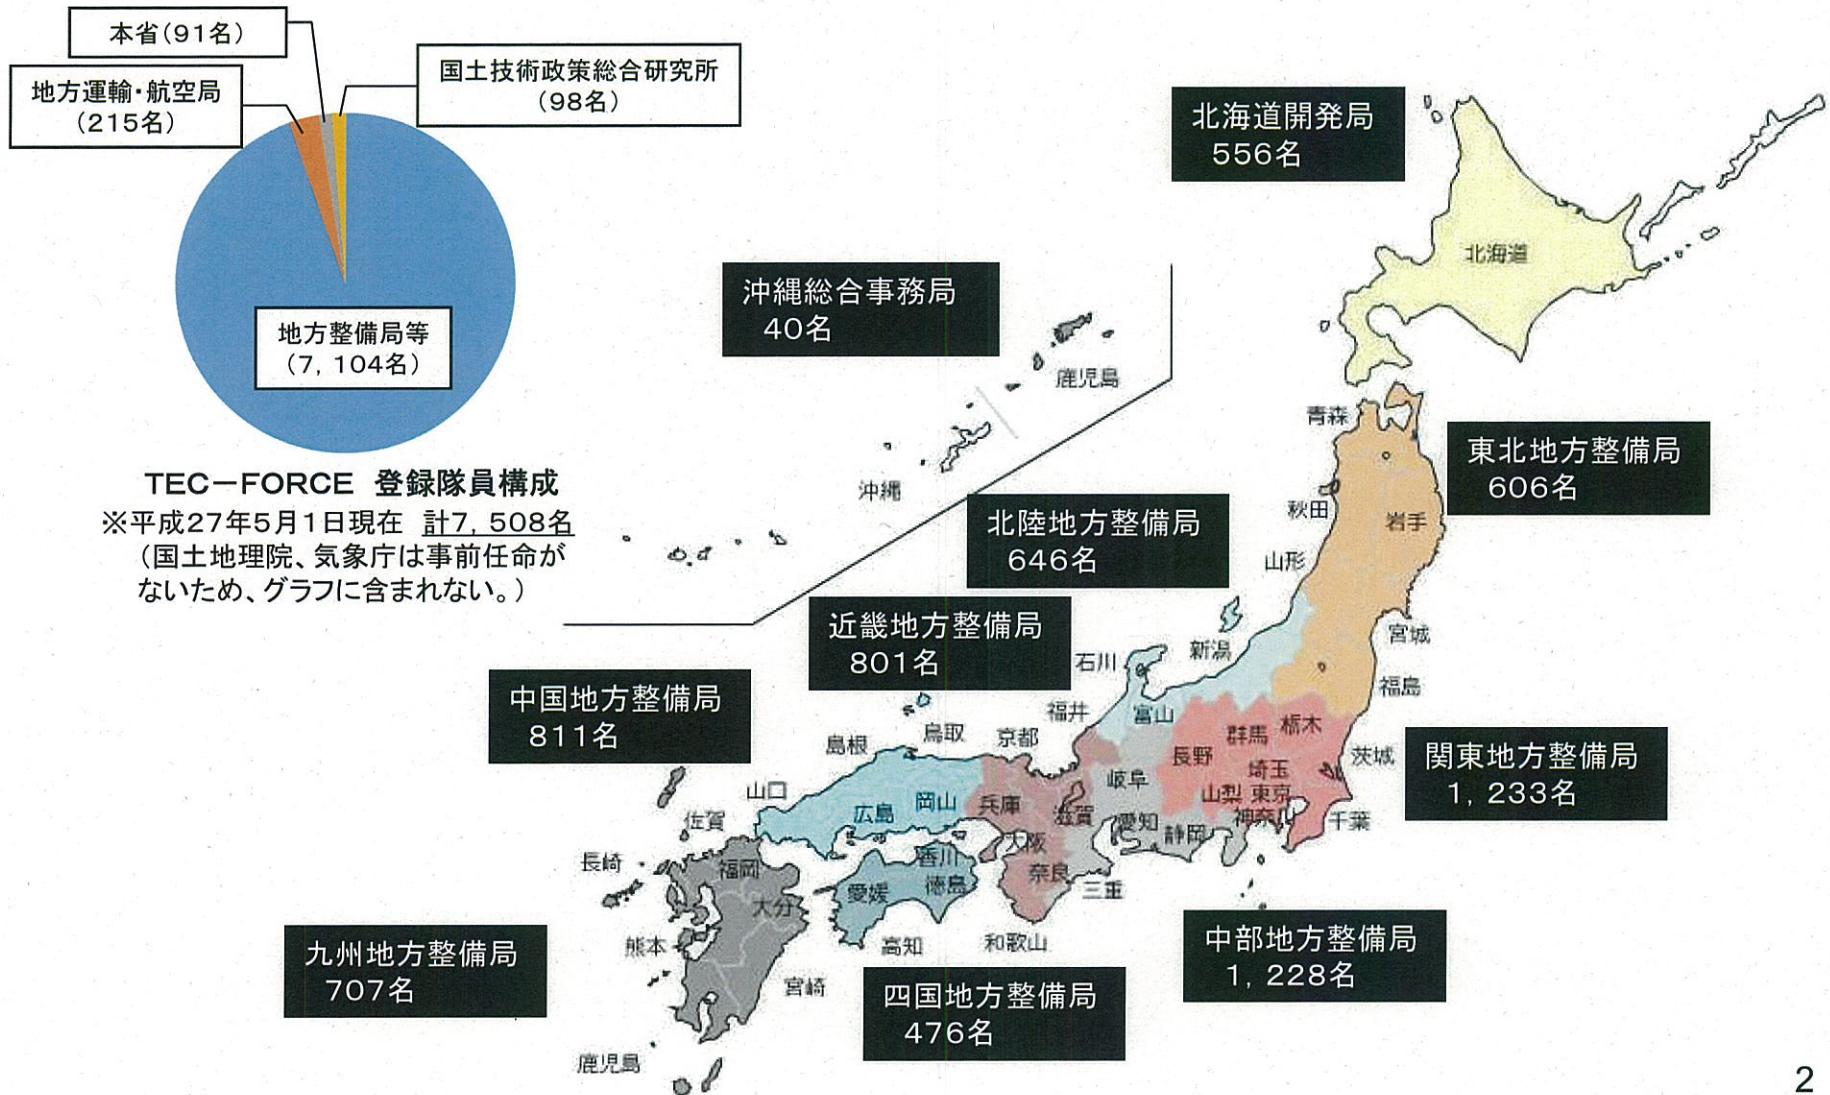 本省(91名)
地方運輸・航空局
(215名)
国土技術政策総合研究所
(98名)
地方整備局等
(7, 104名)
TEC－FORCE 登録隊員構成
※平成27年5月1日現在 計7, 508名
(国土地理院、気象庁は事前任命が
ないため、グラフに含まれない。)
北海道開発局
556名
北海道
沖縄総合事務局
40名
鹿児島
沖縄
青森
東北地方整備局
606名
秋田
岩手
山形
宮城
福島
北陸地方整備局
646名
新潟
石川
富山
近畿地方整備局
801名
福井
京都
兵庫
滋賀
大阪
奈良
和歌山
中国地方整備局
811名
鳥取
島根
山口
広島
岡山
関東地方整備局
1, 233名
栃木
群馬
茨城
長野
埼玉
山梨
東京
神奈川
千葉
岐阜
愛知
静岡
三重
中部地方整備局
1, 228名
香川
徳島
愛媛
高知
四国地方整備局
476名
佐賀
長崎
福岡
大分
熊本
宮崎
鹿児島
九州地方整備局
707名
2